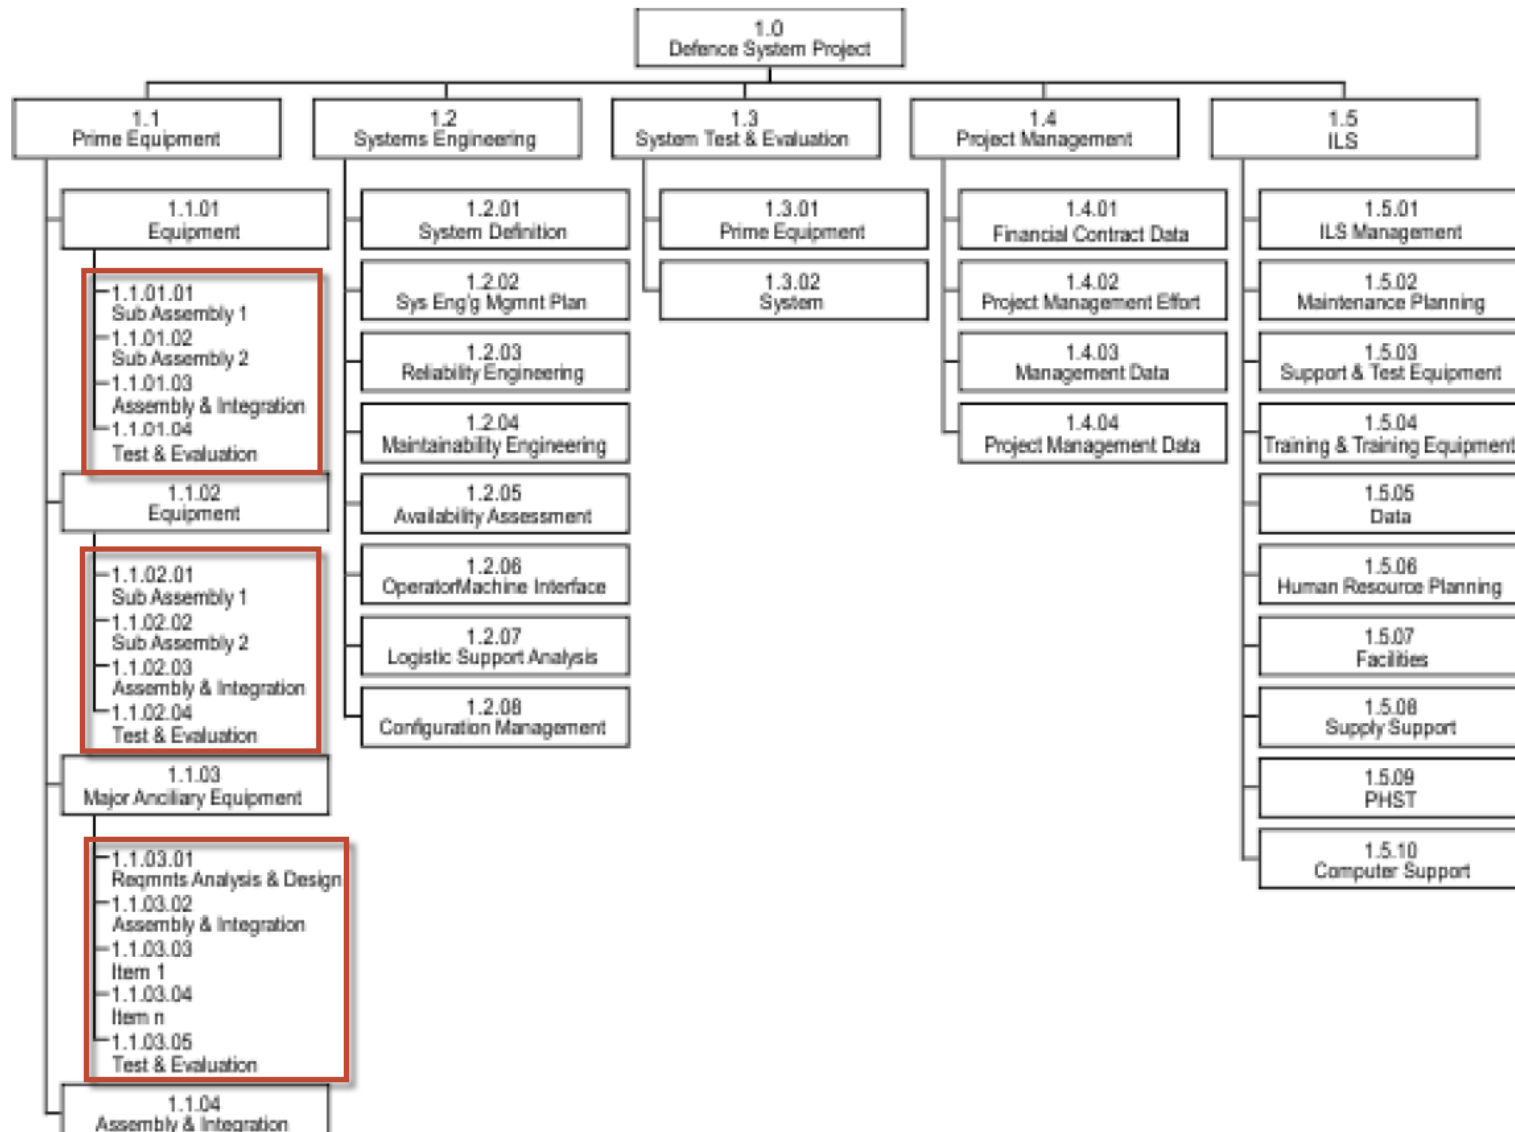 1.0
Defence System Project
1.1
Prime Equipment
1.1.01
Equipment
1.1.01.01
Sub Assembly 1
1.1.01.02
Sub Assembly 2
1.1.01.03
Assembly & Integration
1.1.01.04
Test & Evaluation
1.1.02
Equipment
1.1.02.01
Sub Assembly 1
1.1.02.02
Sub Assembly 2
1.1.02.03
Assembly & Integration
1.1.02.04
Test & Evaluation
1.1.03
Major Anciliary Equipment
1.1.03.01
Reqmnts Analysis & Design
1.1.03.02
Assembly & Integration
1.1.03.03
Item 1
1.1.03.04
Item n
1.1.03.05
Test & Evaluation
1.1.04
Assembly & Integration
1.2
Systems Engineering
1.2.01
System Definition
1.2.02
Sys Eng'g Mgmnt Plan
1.2.03
Reliability Engineering
1.2.04
Maintainability Engineering
1.2.05
Availability Assessment
1.2.06
OperatorMachine Interface
1.2.07
Logistic Support Analysis
1.2.08
Configuration Management
1.3
System Test & Evaluation
1.3.01
Prime Equipment
1.3.02
System
1.4
Project Management
1.4.01
Financial Contract Data
1.4.02
Project Management Effort
1.4.03
Management Data
1.4.04
Project Management Data
1.5
ILS
1.5.01
ILS Management
1.5.02
Maintenance Planning
1.5.03
Support & Test Equipment
1.5.04
Training & Training Equipment
1.5.05
Data
1.5.06
Human Resource Planning
1.5.07
Facilities
1.5.08
Supply Support
1.5.09
PHST
1.5.10
Computer Support